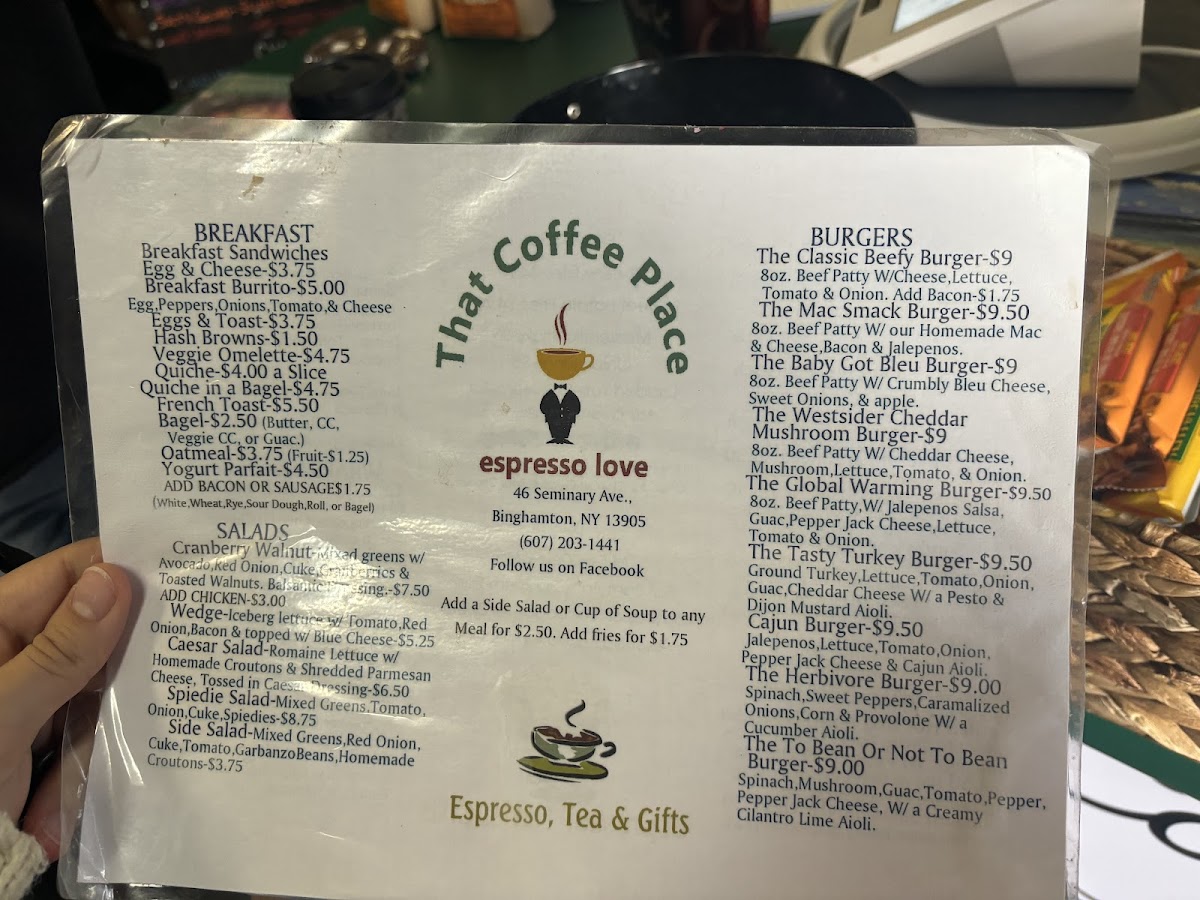 BREAKFAST
Breakfast Sandwiches
Egg & Cheese-$3.75
Breakfast Burrito-$5.00
Egg,Peppers,Onions,Tomato,& Cheese
Eggs & Toast-$3.75
Hash Browns-$1.50
Veggie Omelette-$4.75
Quiche-$4.00 a Slice
Quiche in a Bagel-$4.75
French Toast-$5.50
Bagel-$2.50 (Butter, CC,
Veggie CC, or Guac.)
Oatmeal-$3.75 (Fruit-$1.25)
Yogurt Parfait-$4.50
ADD BACON OR SAUSAGE$1.75
(White,Wheat,Rye,Sour Dough,Roll, or Bagel)
SALADS
Cranberry Walnut-Mixed greens w/
Avocado,Red Onion,Cuke,Cranberries &
Toasted Walnuts. Balsamic Dressing,-$7.50
ADD CHICKEN-$3.00
Wedge-Iceberg lettuce w/ Tomato,Red
Onion,Bacon & topped w/ Blue Cheese-$5.25
Caesar Salad-Romaine Lettuce w/
Homemade Croutons & Shredded Parmesan
Cheese, Tossed in Caesar Dressing-$6.50
Spiedie Salad-Mixed Greens.Tomato,
Onion,Cuke,Spiedies-$8.75
Side Salad-Mixed Greens,Red Onion,
Cuke,Tomato,GarbanzoBeans,Homemade
Croutons-$3.75
That Coffee Place
espresso love
46 Seminary Ave.,
Binghamton, NY 13905
(607) 203-1441
Follow us on Facebook
Add a Side Salad or Cup of Soup to any
Meal for $2.50. Add fries for $1.75
Espresso, Tea & Gifts
BURGERS
The Classic Beefy Burger-$9
8oz. Beef Patty W/Cheese,Lettuce,
Tomato & Onion. Add Bacon-$1.75
The Mac Smack Burger-$9.50
8oz. Beef Patty W/ our Homemade Mac
& Cheese,Bacon & Jalepenos.
The Baby Got Bleu Burger-$9
8oz. Beef Patty W/ Crumbly Bleu Cheese,
Sweet Onions, & apple.
The Westsider Cheddar
Mushroom Burger-$9
8oz. Beef Patty W/ Cheddar Cheese,
Mushroom,Lettuce,Tomato, & Onion.
The Global Warming Burger-$9.50
8oz. Beef Patty,W/ Jalepenos Salsa,
Guac,Pepper Jack Cheese,Lettuce,
Tomato & Onion.
The Tasty Turkey Burger-$9.50
Ground Turkey,Lettuce,Tomato,Onion,
Guac,Cheddar Cheese W/ a Pesto &
Dijon Mustard Aioli.
Cajun Burger-$9.50
Jalepenos,Lettuce,Tomato,Onion,
Pepper Jack Cheese & Cajun Aioli.
The Herbivore Burger-$9.00
Spinach,Sweet Peppers,Caramalized
Onions,Corn & Provolone W/ a
Cucumber Aioli.
The To Bean Or Not To Bean
Burger-$9.00
Spinach,Mushroom,Guac,Tomato,Pepper,
Pepper Jack Cheese, W/ a Creamy
Cilantro Lime Aioli.